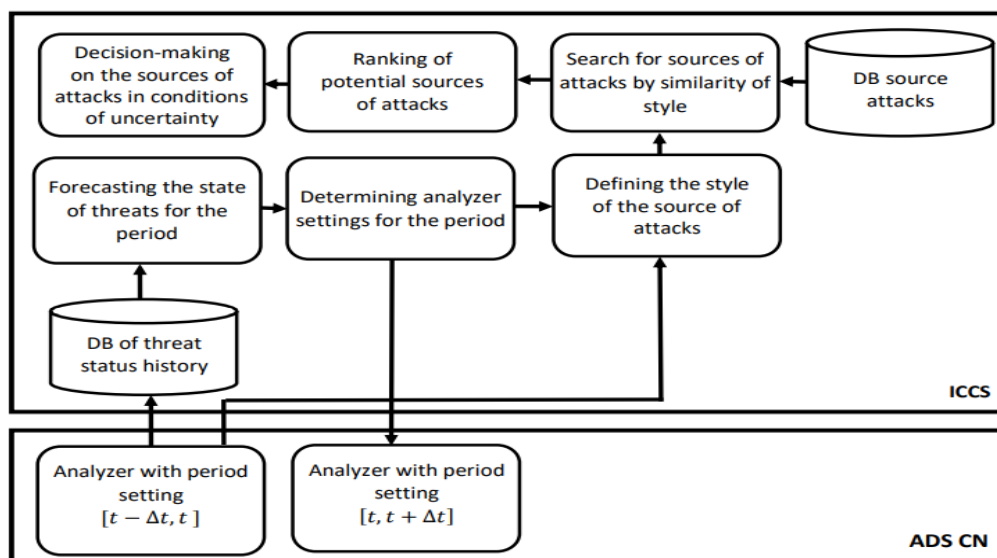 Decision-making
on the sources of
attacks in conditions
of uncertainty
Ranking of
potential sources
of attacks
Search for sources of
attacks by similarity of
style
DB source
attacks
Forecasting the state
of threats for the
period
Determining analyzer
settings for the period
Defining the style
of the source of
attacks
DB of threat
status history
ICCS
Analyzer with period
setting
[t − Δt, t ]
Analyzer with period
setting
[t, t + Δt]
ADS CN